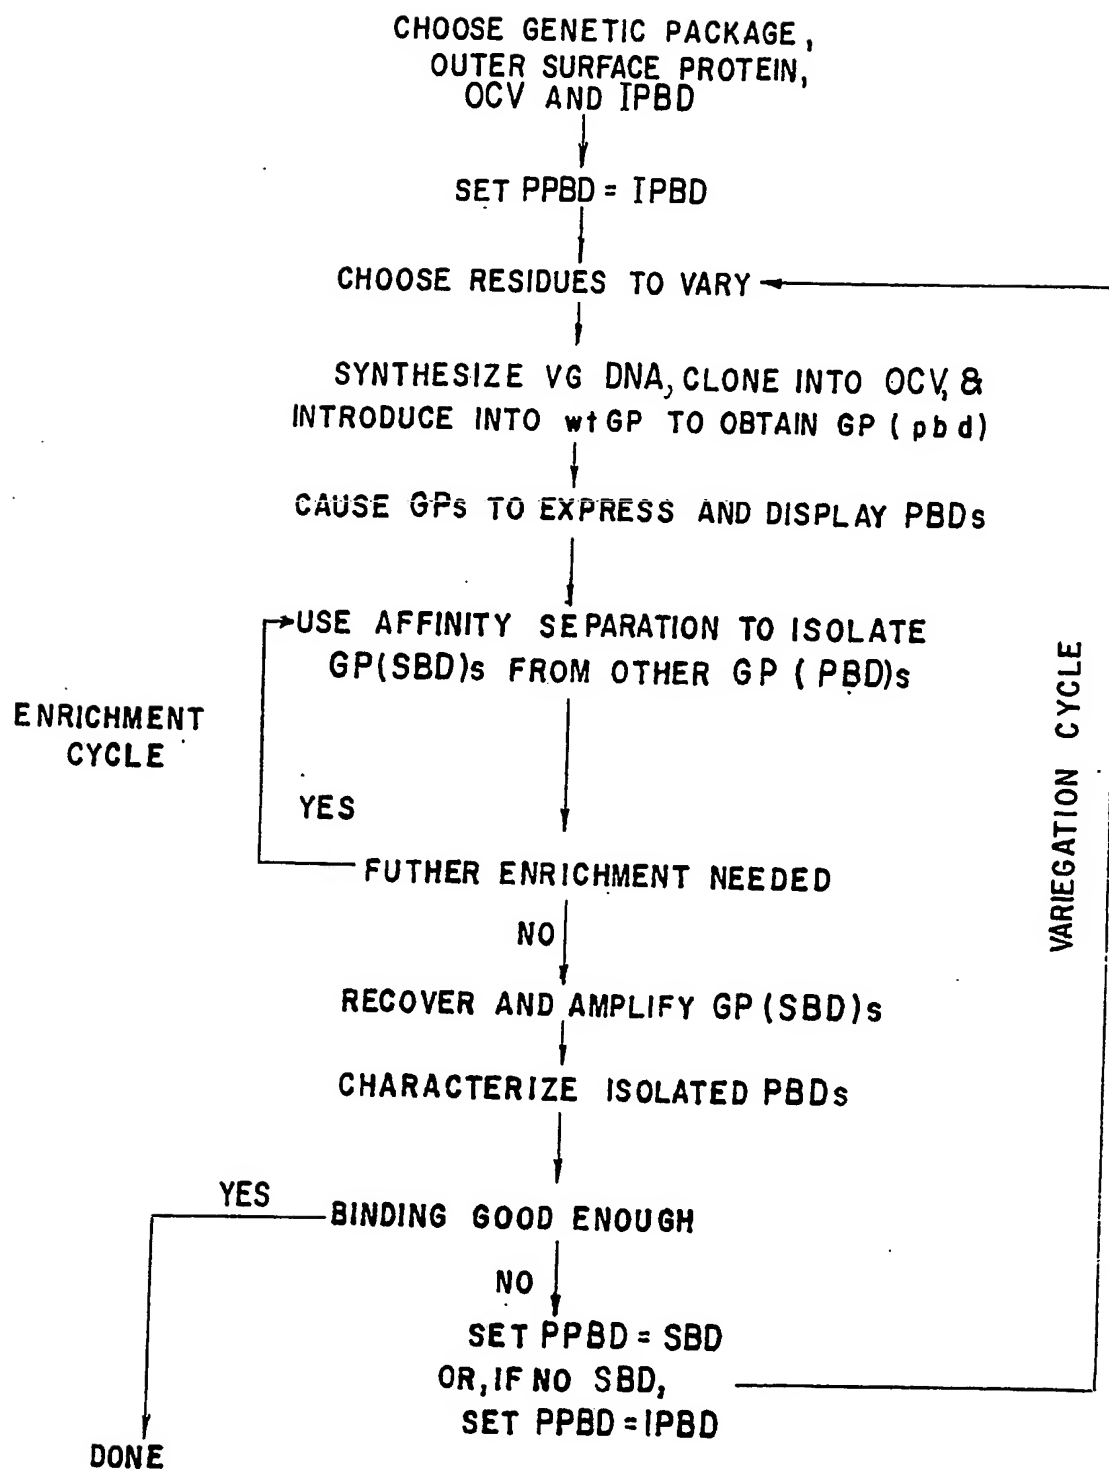 CHOOSE GENETIC PACKAGE,
OUTER SURFACE PROTEIN,
OCV AND IPBD
SET PPBD = IPBD
CHOOSE RESIDUES TO VARY
SYNTHESIZE VG DNA, CLONE INTO OCV, &
INTRODUCE INTO wtGP TO OBTAIN GP (pbd)
CAUSE GPs TO EXPRESS AND DISPLAY PBDs
USE AFFINITY SEPARATION TO ISOLATE
GP(SBD)s FROM OTHER GP (PBD)s
ENRICHMENT
CYCLE
VARIEGATION CYCLE
YES
FUTHER ENRICHMENT NEEDED
NO
RECOVER AND AMPLIFY GP(SBD)s
CHARACTERIZE ISOLATED PBDs
YES
BINDING GOOD ENOUGH
NO
SET PPBD = SBD
OR, IF NO SBD,
SET PPBD = IPBD
DONE